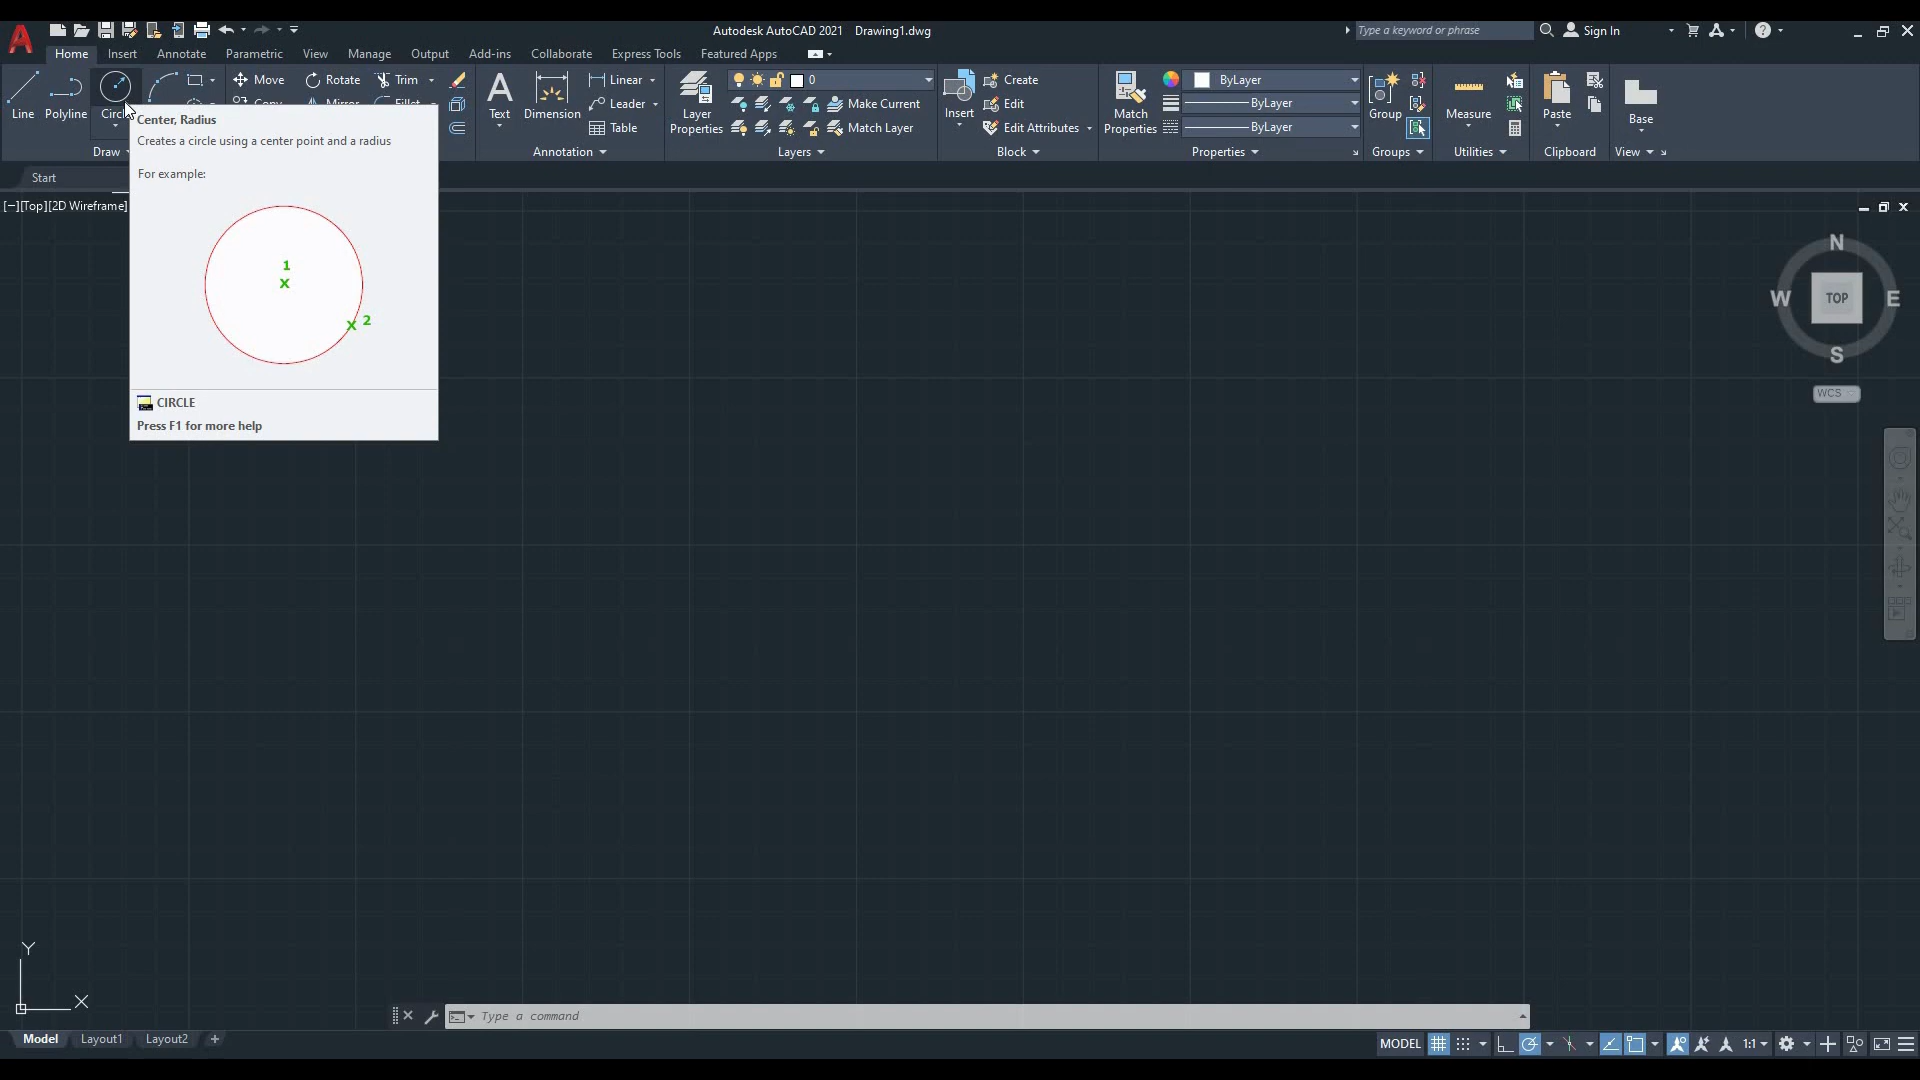 Autodesk AutoCAD 2021 Drawing1.dwg
Type a keyword or phrase
Sign In
Home Insert Annotate Parametric View Manage Output Add-ins Collaborate Express Tools Featured Apps
Line
Polyline
Move
Rotate
Trim
Text
Dimension
Linear
Leader
Table
Layer
Properties
0
Make Current
Match Layer
Insert
Create
Edit
Edit Attributes
Match
Properties
ByLayer
ByLayer
ByLayer
Group
Measure
Paste
Base
Draw
Annotation
Layers
Block
Properties
Groups
Utilities
Clipboard
View
Start
[−][Top][2D Wireframe]
Center, Radius
Creates a circle using a center point and a radius
For example:
1
x
x 2
CIRCLE
Press F1 for more help
N
W
TOP
E
S
WCS
Y
X
Type a command
Model
Layout1
Layout2
MODEL
1:1